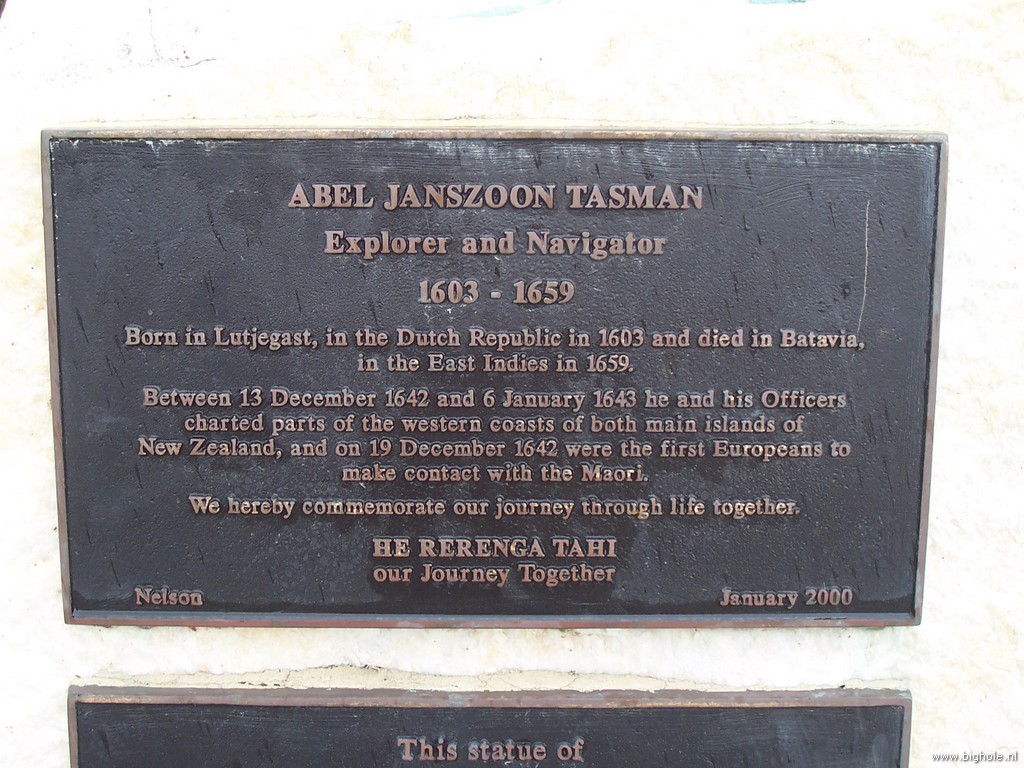 ABEL JANSZOON TASMAN
Explorer and Navigator
1603 - 1659
Born in Lutjegast, in the Dutch Republic in 1603 and died in Batavia,
in the East Indies in 1659.
Between 13 December 1642 and 6 January 1643 he and his Officers
charted parts of the western coasts of both main islands of
New Zealand, and on 19 December 1642 were the first Europeans to
make contact with the Maori.
We hereby commemorate our journey through life together.
HE RERENGA TAHI
our Journey Together
Nelson January 2000
This statue of
www.bighole.nl